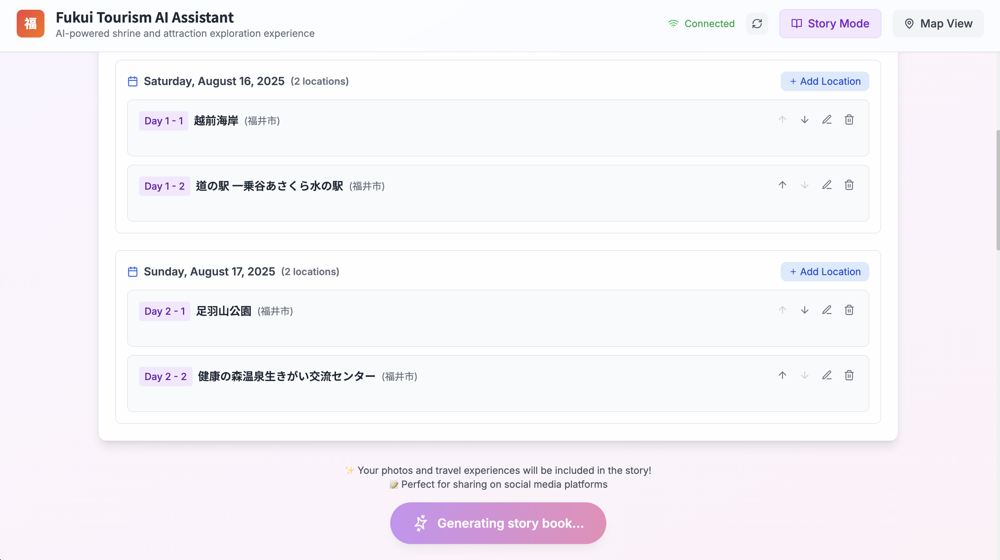 福
Fukui Tourism AI Assistant
AI-powered shrine and attraction exploration experience
Connected
Story Mode
Map View
Saturday, August 16, 2025 (2 locations)
+ Add Location
Day 1 - 1 越前海岸 (福井市)
Day 1 - 2 道の駅 一乗谷あさくら水の駅 (福井市)
Sunday, August 17, 2025 (2 locations)
+ Add Location
Day 2 - 1 足羽山公園 (福井市)
Day 2 - 2 健康の森温泉生きがい交流センター (福井市)
✨ Your photos and travel experiences will be included in the story!
📝 Perfect for sharing on social media platforms
Generating story book...